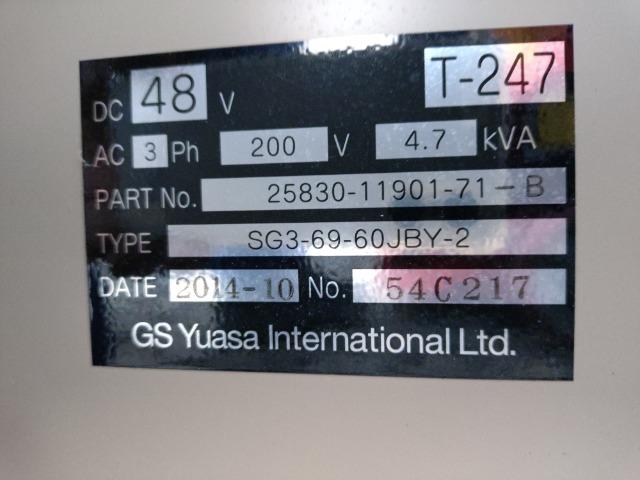 DC 48 V T-247
AC 3 Ph 200 V 4.7 kVA
PART No. 25830-11901-71-B
TYPE SG3-69-60JBY-2
DATE 2014-10 No. 54C217
GS Yuasa International Ltd.